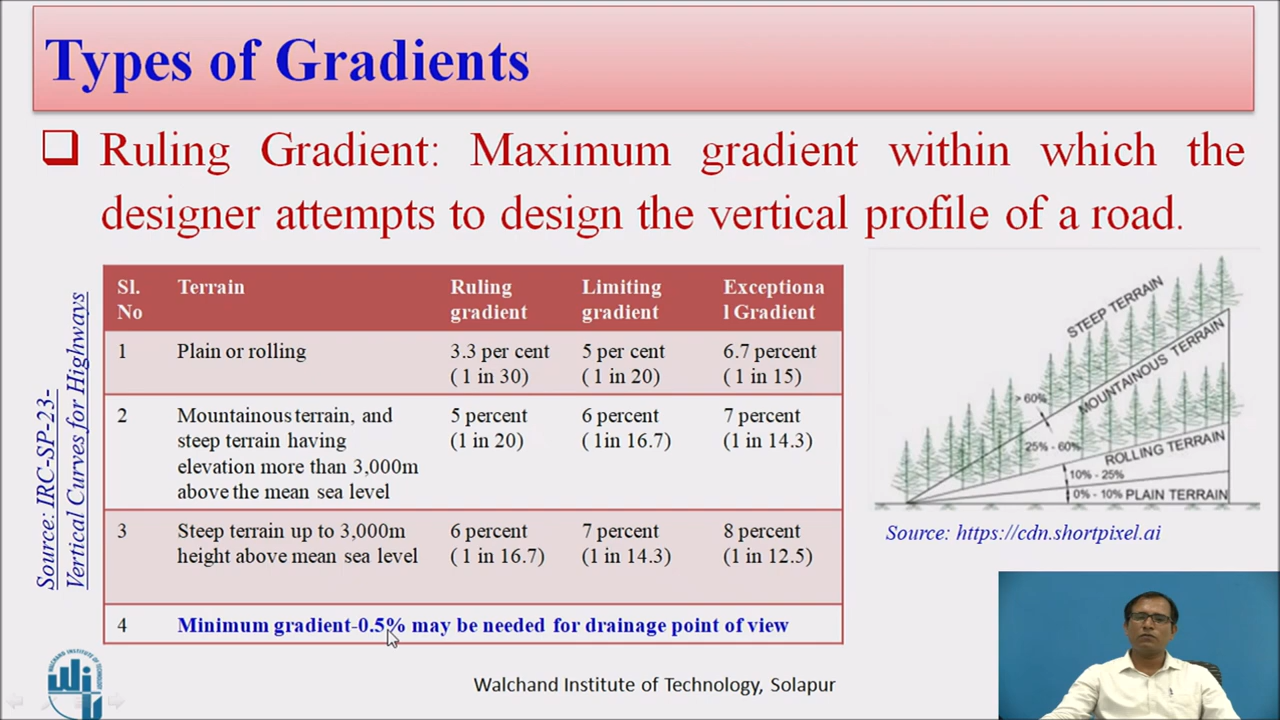 Types of Gradients
❑ Ruling Gradient: Maximum gradient within which the
designer attempts to design the vertical profile of a road.
Source: IRC-SP-23-
Vertical Curves for Highways
Sl. No Terrain Ruling gradient Limiting gradient Exceptiona l Gradient
1 Plain or rolling 3.3 per cent ( 1 in 30) 5 per cent ( 1 in 20) 6.7 percent ( 1 in 15)
2 Mountainous terrain, and steep terrain having elevation more than 3,000m above the mean sea level 5 percent (1 in 20) 6 percent ( 1in 16.7) 7 percent (1 in 14.3)
3 Steep terrain up to 3,000m height above mean sea level 6 percent ( 1 in 16.7) 7 percent (1 in 14.3) 8 percent (1 in 12.5)
4 Minimum gradient-0.5% may be needed for drainage point of view
STEEP TERRAIN
MOUNTAINOUS TERRAIN
> 60%
25% - 60%
ROLLING TERRAIN
10% - 25%
0% - 10% PLAIN TERRAIN
Source: https://cdn.shortpixel.ai
WALCHAND INSTITUTE OF TECHNOLOGY
WIT
Walchand Institute of Technology, Solapur